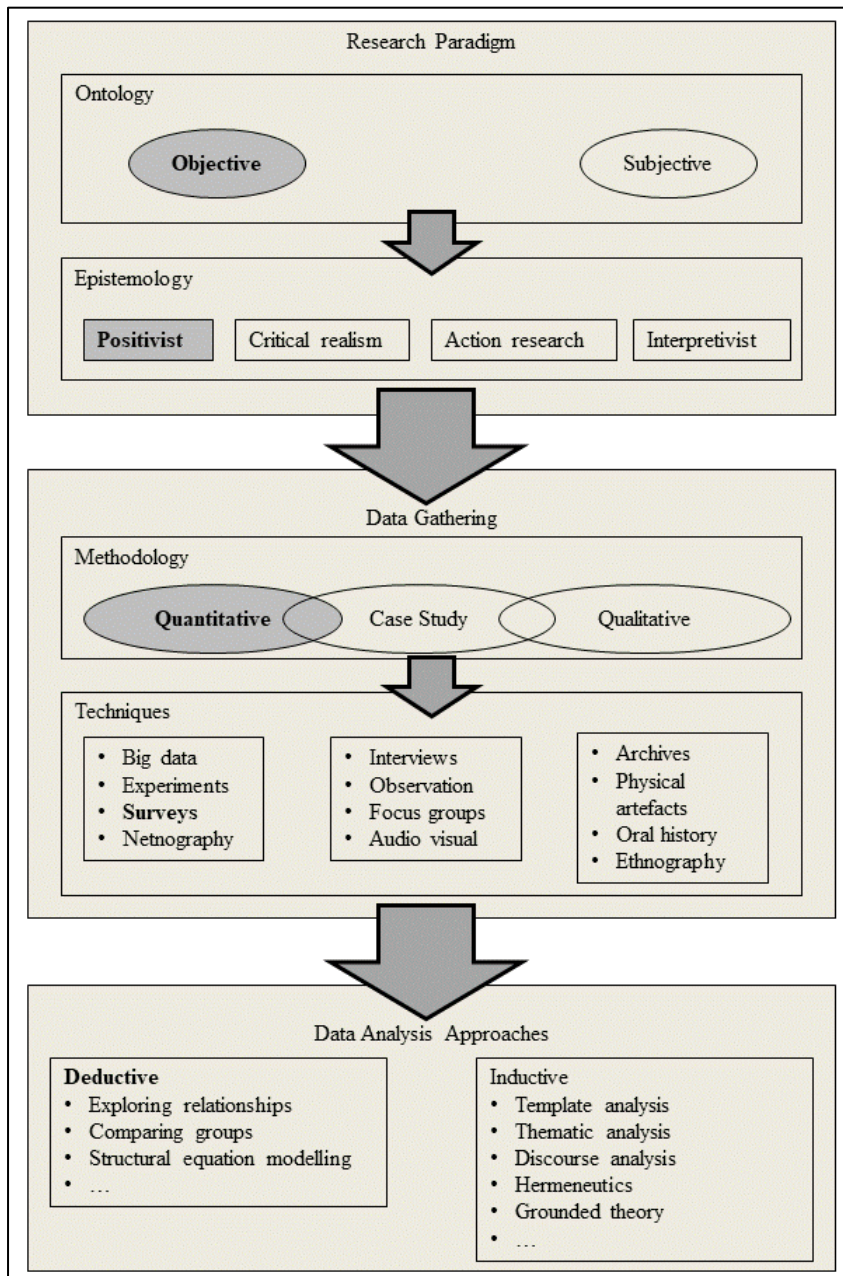 Research Paradigm
Ontology
Objective
Subjective
Epistemology
Positivist
Critical realism
Action research
Interpretivist
Data Gathering
Methodology
Quantitative
Case Study
Qualitative
Techniques
• Big data
• Experiments
• Surveys
• Netnography
• Interviews
• Observation
• Focus groups
• Audio visual
• Archives
• Physical
artefacts
• Oral history
• Ethnography
Data Analysis Approaches
Deductive
• Exploring relationships
• Comparing groups
• Structural equation modelling
• …
Inductive
• Template analysis
• Thematic analysis
• Discourse analysis
• Hermeneutics
• Grounded theory
• …